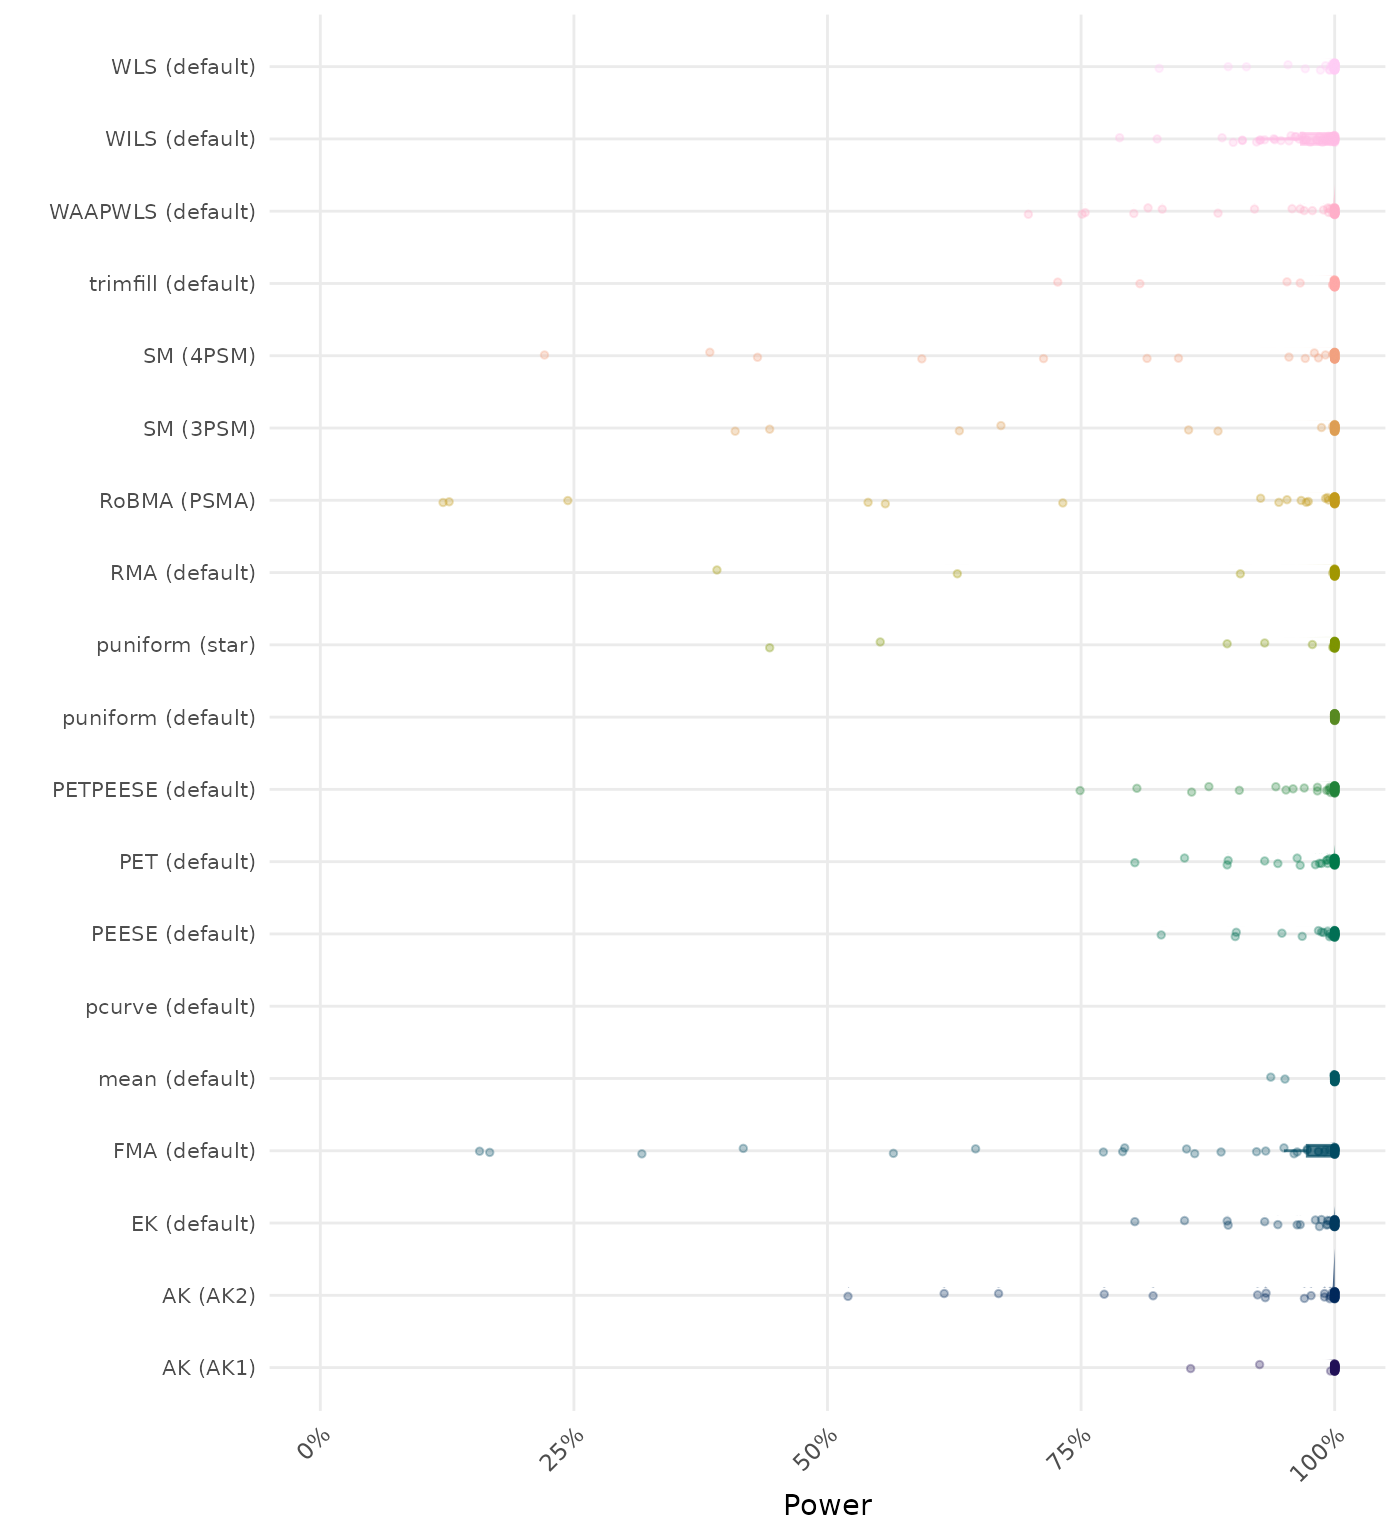 WLS (default)
WILS (default)
WAAPWLS (default)
trimfill (default)
SM (4PSM)
SM (3PSM)
RoBMA (PSMA)
RMA (default)
puniform (star)
puniform (default)
PETPEESE (default)
PET (default)
PEESE (default)
pcurve (default)
mean (default)
FMA (default)
EK (default)
AK (AK2)
AK (AK1)
0% 25% 50% 75% 100%
Power